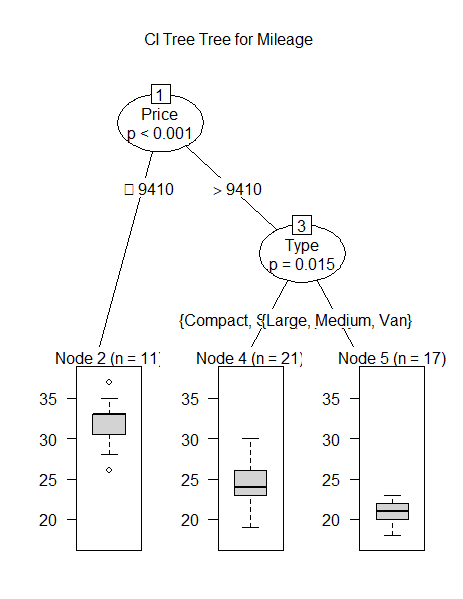 CI Tree Tree for Mileage
1
Price
p < 0.001
9410
> 9410
3
Type
p = 0.015
{Compact, {Large, Medium, Van}
Node 2 (n = 11)
Node 4 (n = 21)
Node 5 (n = 17)
35
30
25
20
35
30
25
20
35
30
25
20